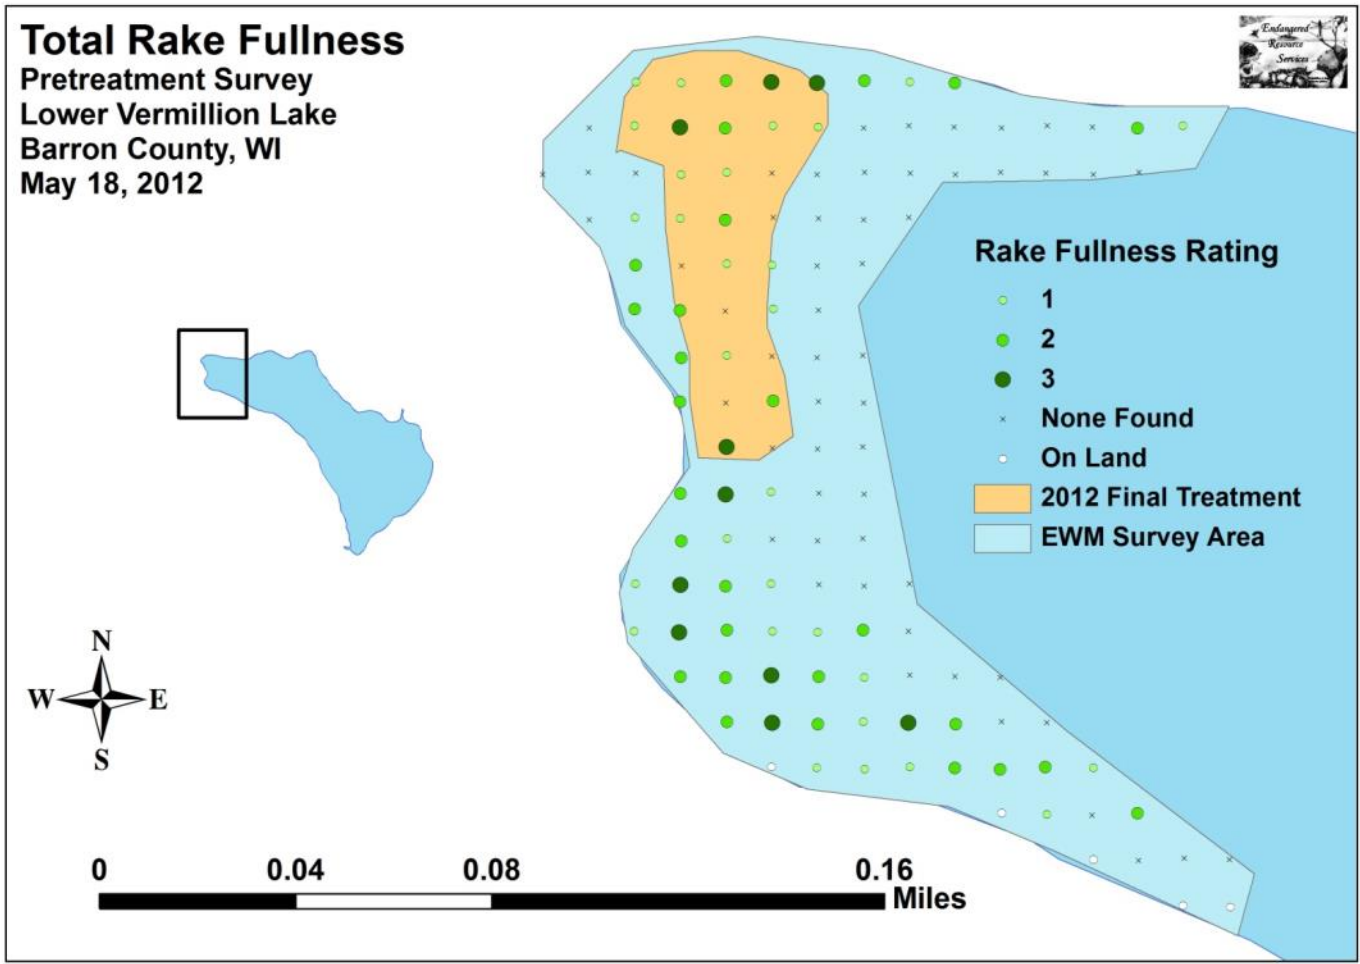 Total Rake Fullness
Pretreatment Survey
Lower Vermillion Lake
Barron County, WI
May 18, 2012
Endangered
Resource
Services
Rake Fullness Rating
1
2
3
None Found
On Land
2012 Final Treatment
EWM Survey Area
N
W E
S
0 0.04 0.08 0.16
Miles